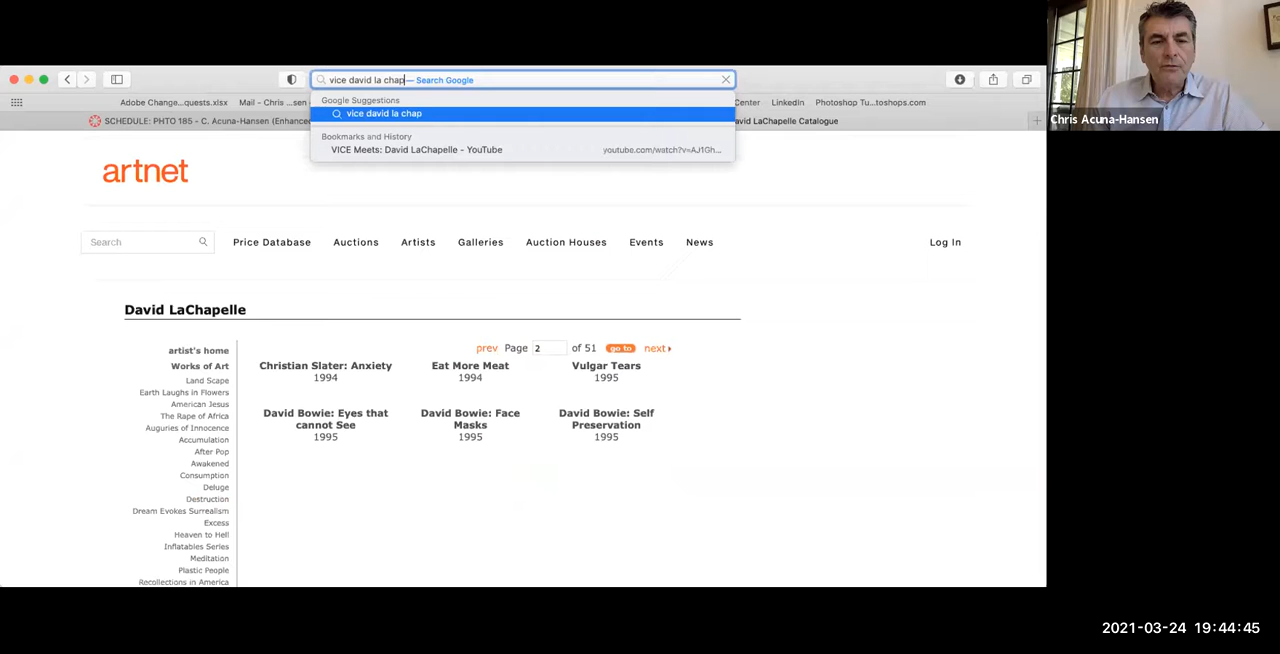 vice david la chap — Search Google
Google Suggestions
vice david la chap
Bookmarks and History
VICE Meets: David LaChapelle - YouTube youtube.com/watch?v=AJ1Gh...
Adobe Change...quests.xlsx Mail - Chris ...sen Center LinkedIn Photoshop Tu...toshops.com
SCHEDULE: PHTO 185 - C. Acuna-Hansen (Enhanced David LaChapelle Catalogue
Chris Acuna-Hansen
artnet
Search Price Database Auctions Artists Galleries Auction Houses Events News Log In
David LaChapelle
prev Page 2 of 51 go to next
artist's home
Works of Art
Land Scape
Earth Laughs in Flowers
American Jesus
The Rape of Africa
Auguries of Innocence
Accumulation
After Pop
Awakened
Consumption
Deluge
Destruction
Dream Evokes Surrealism
Excess
Heaven to Hell
Inflatables Series
Meditation
Plastic People
Recollections in America
Christian Slater: Anxiety
1994
Eat More Meat
1994
Vulgar Tears
1995
David Bowie: Eyes that
cannot See
1995
David Bowie: Face
Masks
1995
David Bowie: Self
Preservation
1995
2021-03-24 19:44:45